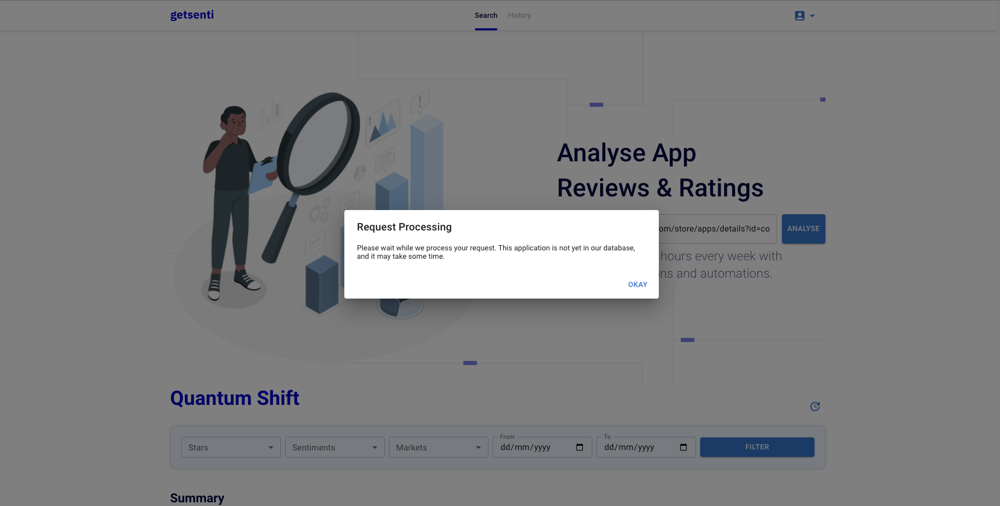 getsenti
Search
History
Analyse App
Reviews & Ratings
om/store/apps/details?id=co
ANALYSE
hours every week with
and automations.
Request Processing
Please wait while we process your request. This application is not yet in our database,
and it may take some time.
OKAY
Quantum Shift
Stars
Sentiments
Markets
From
dd/mm/yyyy
To
dd/mm/yyyy
FILTER
Summary